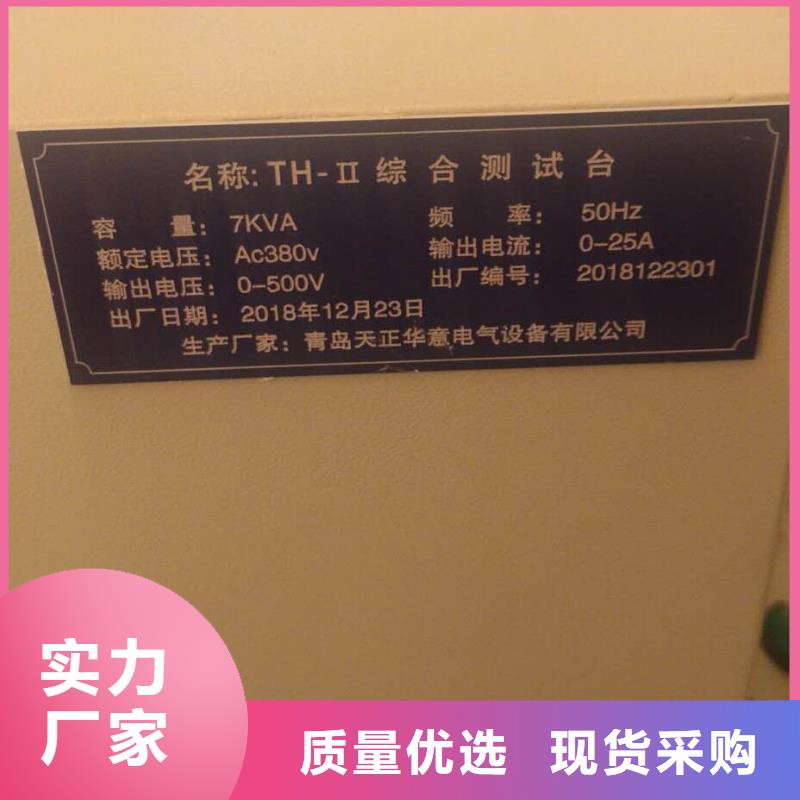 名称: TH-II 综合测试台
容 量: 7KVA 频 率: 50Hz
额定电压: Ac380v 输出电流: 0-25A
输出电压: 0-500V 出厂编号: 2018122301
出厂日期: 2018年12月23日
生产厂家: 青岛天正华意电气设备有限公司
实力
厂家
质量优选 现货采购